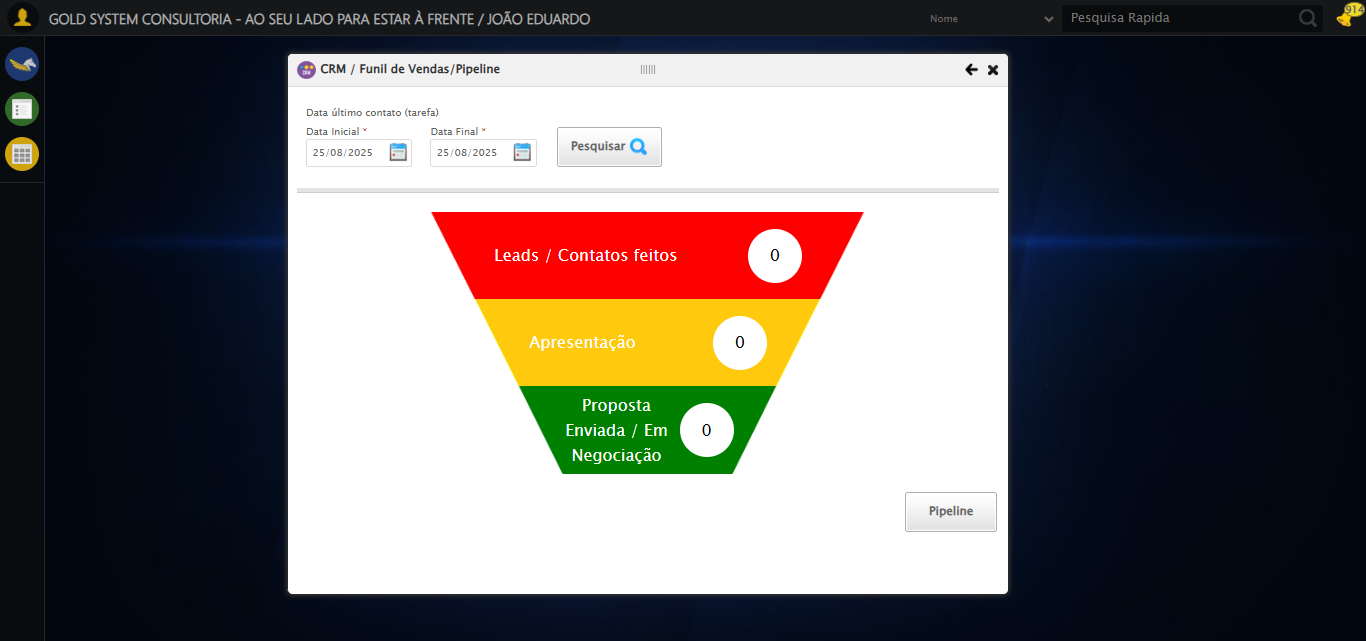 GOLD SYSTEM CONSULTORIA - AO SEU LADO PARA ESTAR À FRENTE / JOÃO EDUARDO
Nome
Pesquisa Rapida
914
CRM
CRM / Funil de Vendas/Pipeline
Data último contato (tarefa)
Data Inicial *
Data Final *
25/08/2025
25/08/2025
Pesquisar
Leads / Contatos feitos
0
Apresentação
0
Proposta
Enviada / Em
Negociação
0
Pipeline